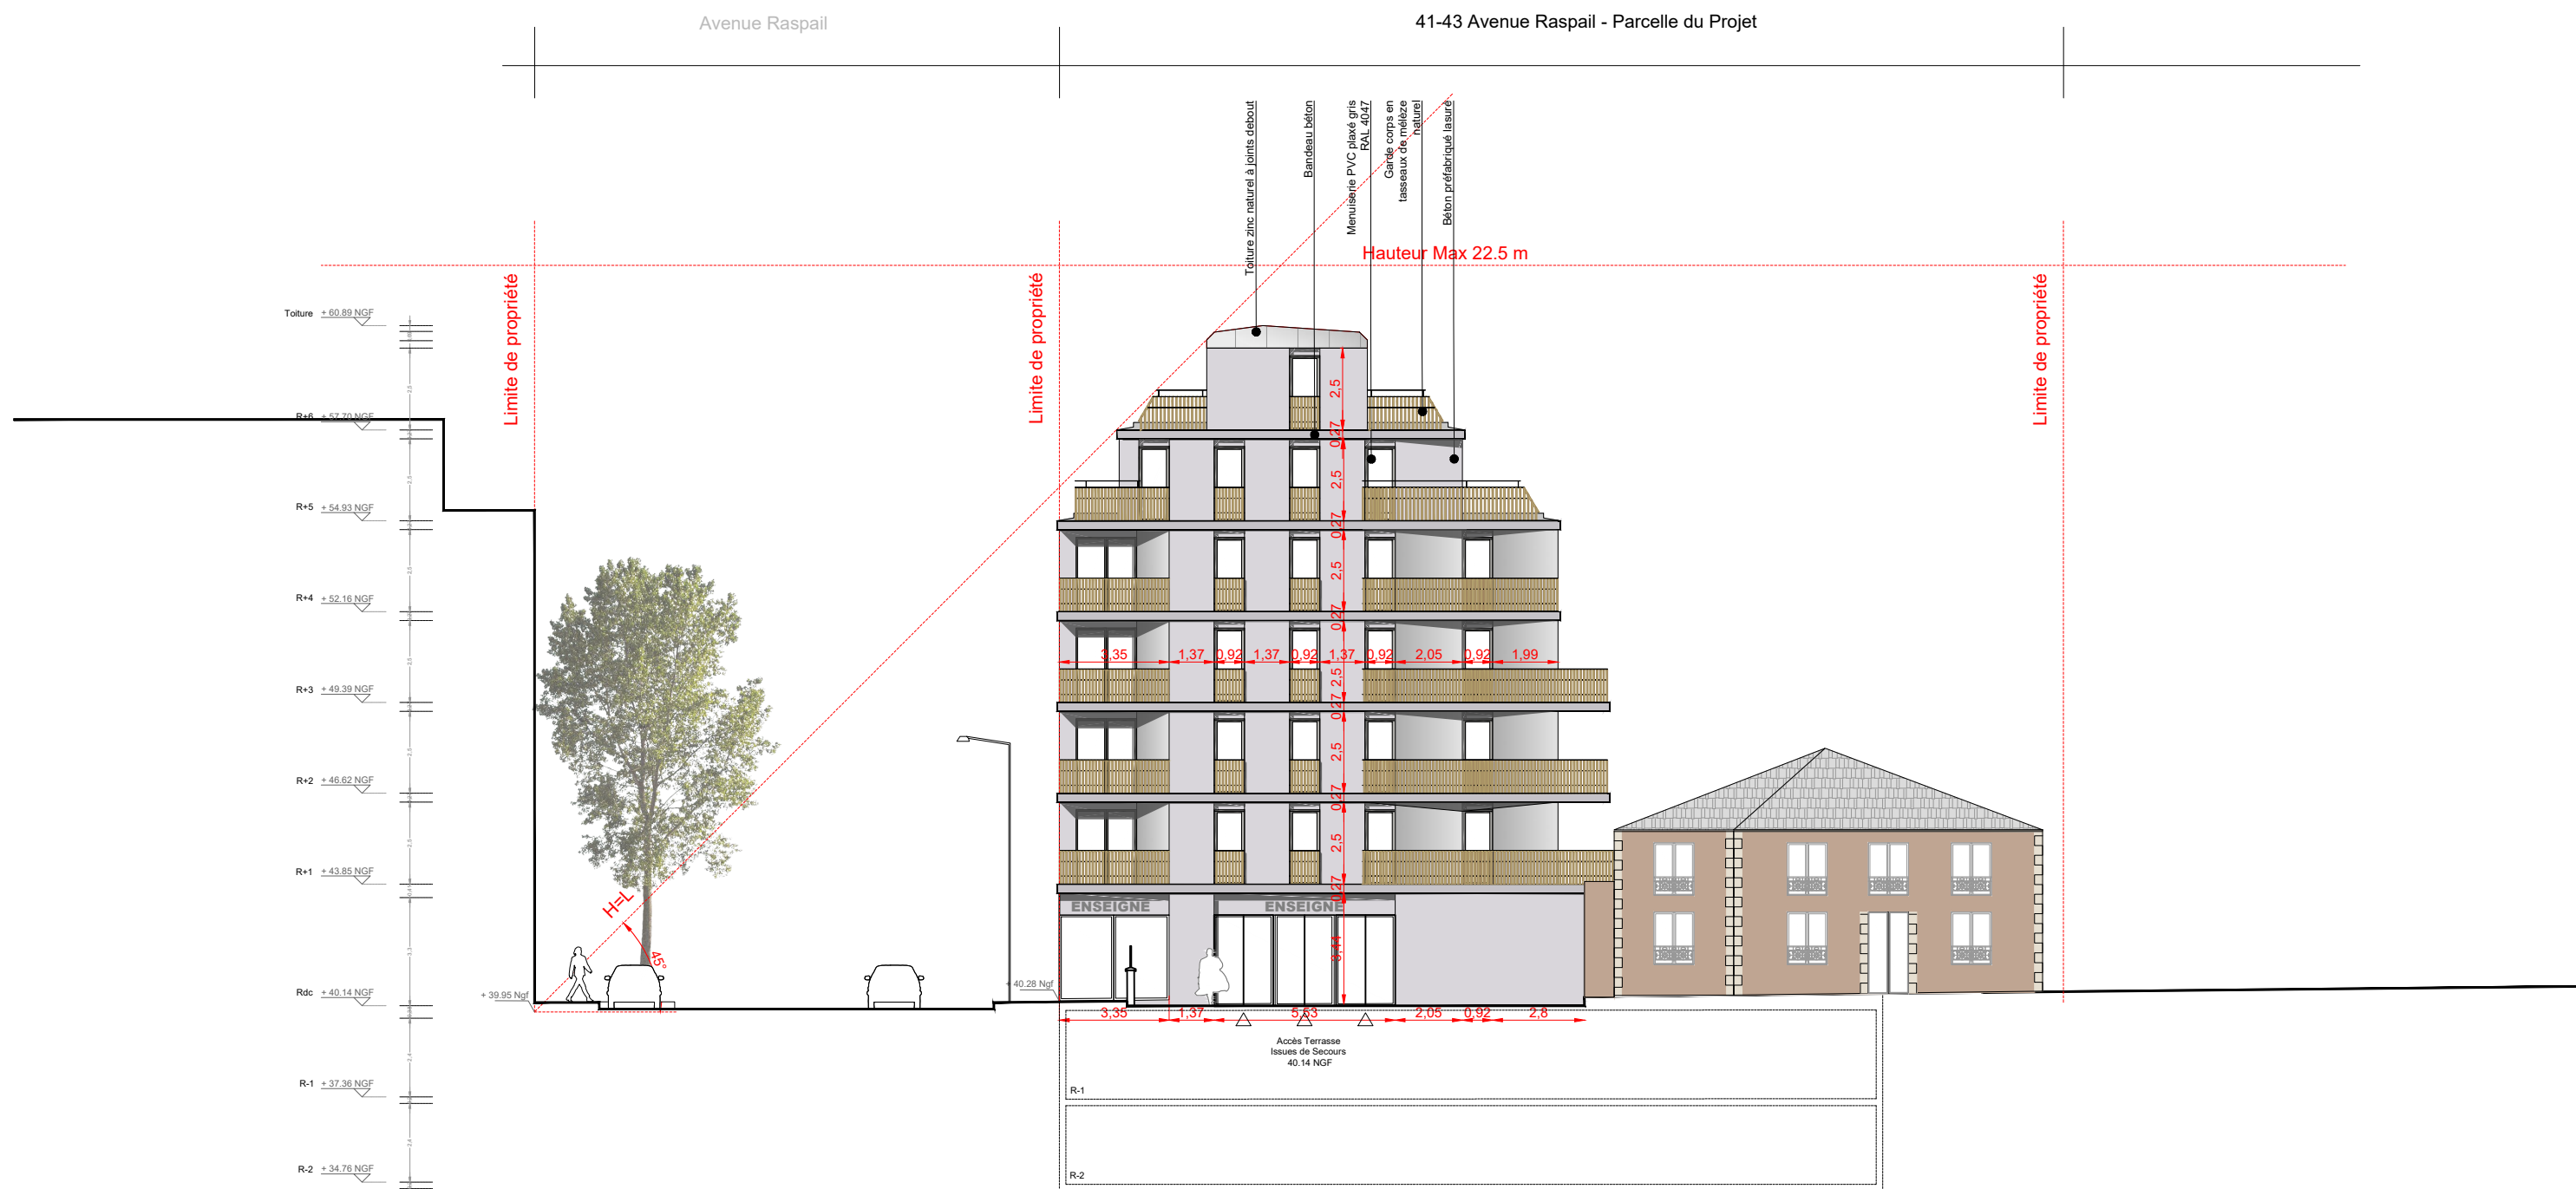 Avenue Raspail
41-43 Avenue Raspail - Parcelle du Projet
Toiture zinc naturel à joints debout
Bandeau béton
Menuiserie PVC plaxé gris
RAL 4047
Garde corps en
tasseaux de mélèze
naturel
Béton préfabriqué lasuré
Hauteur Max 22.5 m
Limite de propriété
Limite de propriété
Limite de propriété
Toiture + 60.89 NGF
R+6 + 57.70 NGF
R+5 + 54.93 NGF
R+4 + 52.16 NGF
R+3 + 49.39 NGF
R+2 + 46.62 NGF
R+1 + 43.85 NGF
Rdc + 40.14 NGF
R-1 + 37.36 NGF
R-2 + 34.76 NGF
2,5
0,27
2,5
0,27
2,5
0,27
3,35 1,37 0,92 1,37 0,92 1,37 0,92 2,05 0,92 1,99
2,5
0,27
2,5
0,27
2,5
0,27
3,44
H=L
45°
ENSEIGNE ENSEIGNE
+ 39.95 Ngf
40.28 Ngf
3,35 1,37 5,53 2,05 0,92 2,8
Accès Terrasse
Issues de Secours
40.14 NGF
R-1
R-2